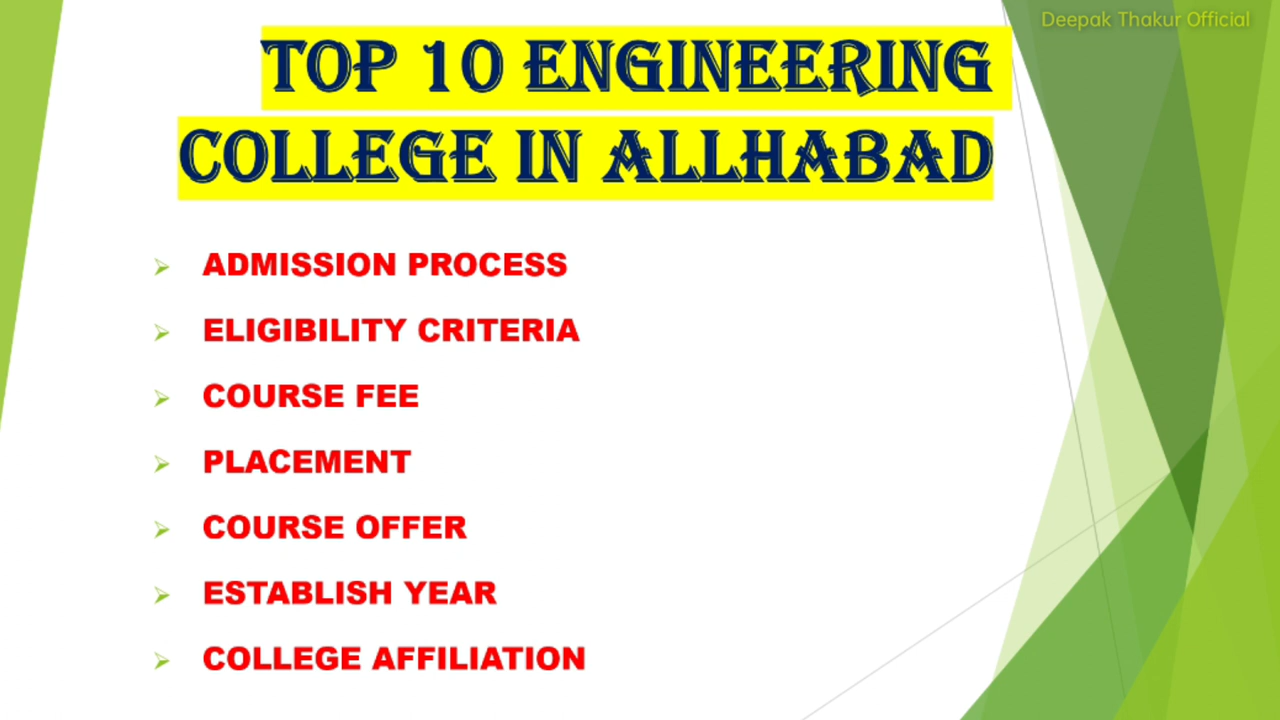 Deepak Thakur Official
TOP 10 ENGINEERING
COLLEGE IN ALLHABAD
ADMISSION PROCESS
ELIGIBILITY CRITERIA
COURSE FEE
PLACEMENT
COURSE OFFER
ESTABLISH YEAR
COLLEGE AFFILIATION